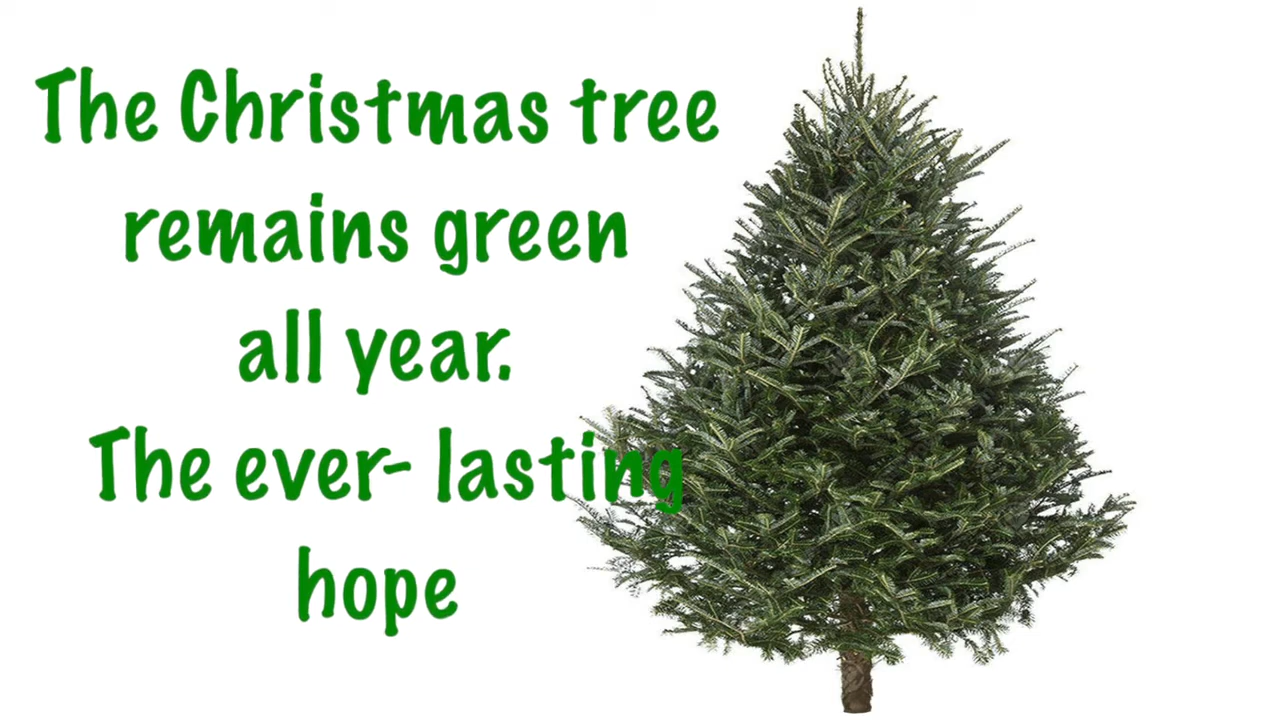 The Christmas tree
remains green
all year.
The ever- lasting
hope